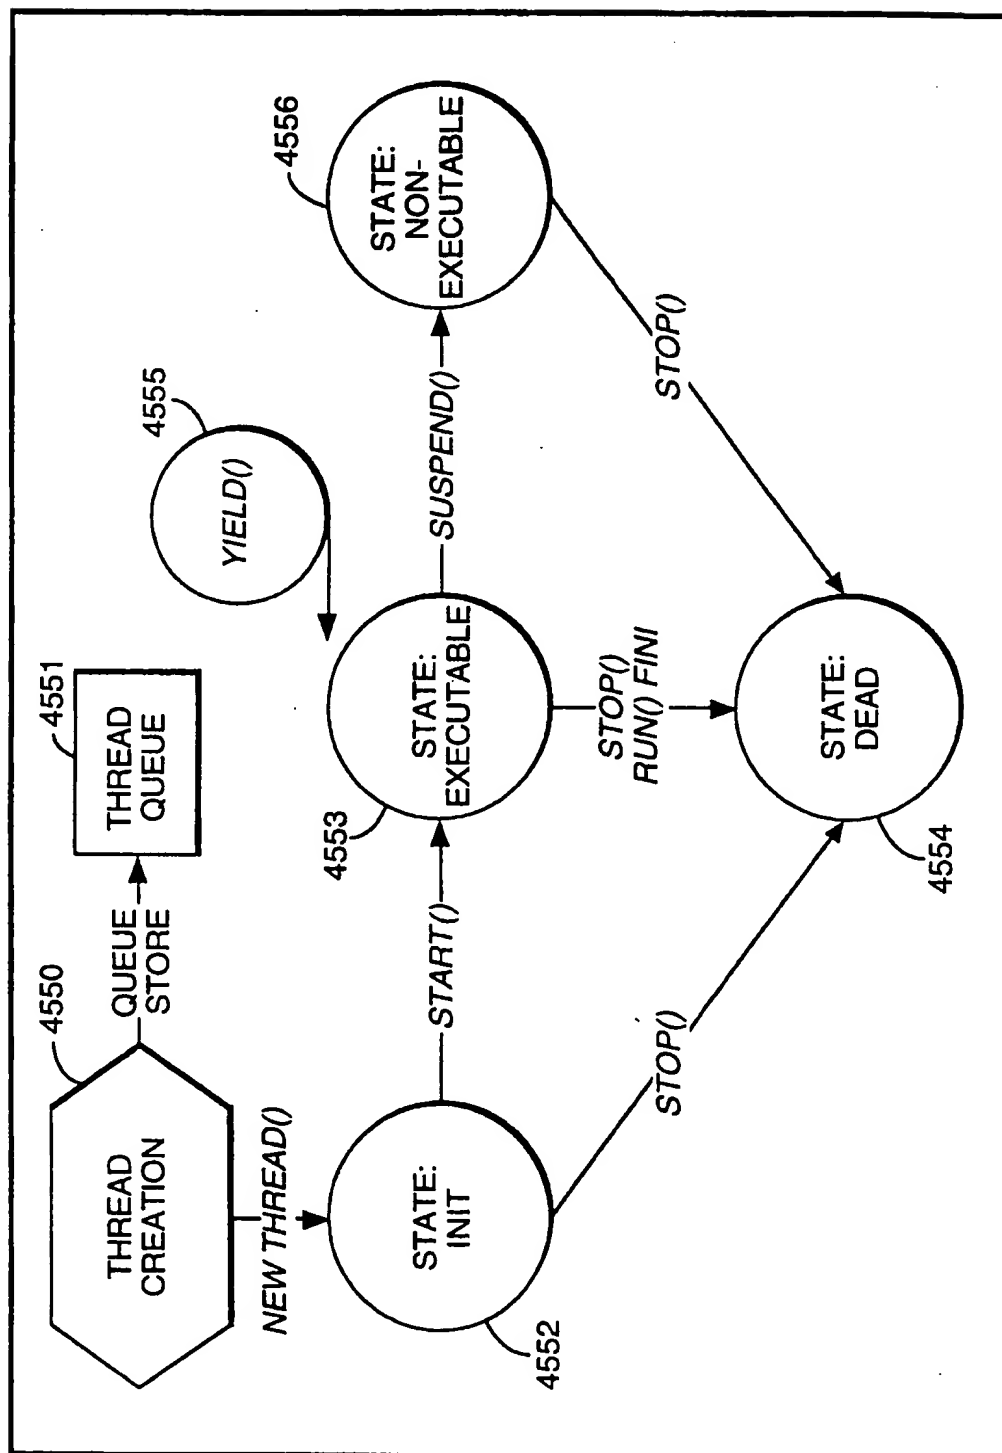 4550
THREAD
CREATION
QUEUE
STORE
4551
THREAD
QUEUE
4555
YIELD()
4556
NEW THREAD()
4552
STATE:
INIT
START()
4553
STATE:
EXECUTABLE
SUSPEND()
STATE:
NON-
EXECUTABLE
STOP()
STOP()
RUN() FINI
STOP()
4554
STATE:
DEAD